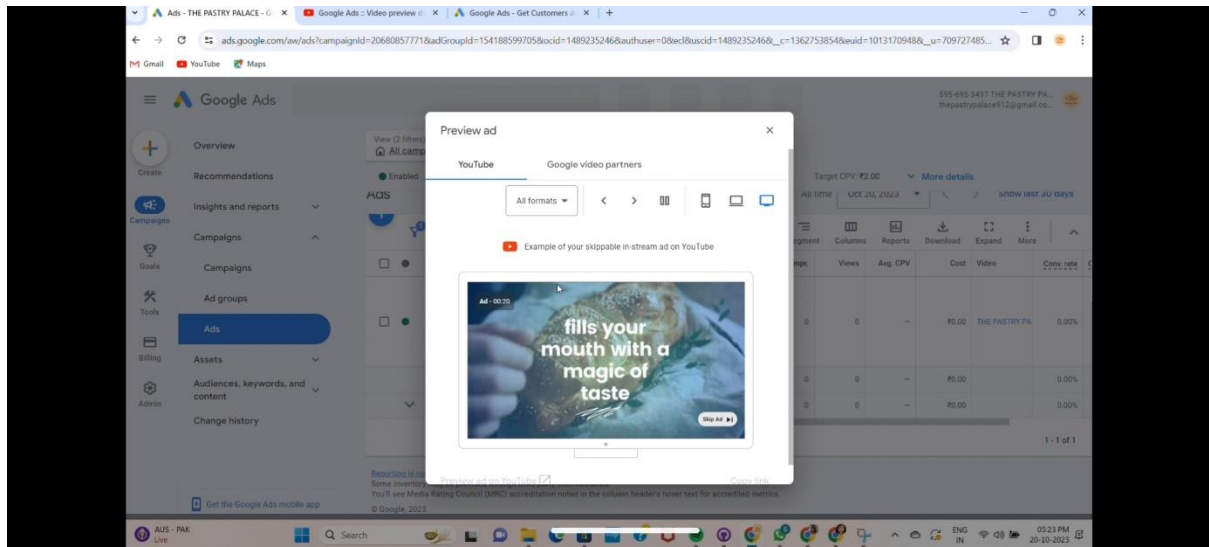 Ads - THE PASTRY PALACE - G
Google Ads :: Video preview d
Google Ads - Get Customers a
ads.google.com/aw/ads?campaignId=20680857771&adGroupId=154188599705&ocid=1489235246&authuser=0&ecl&uscid=1489235246&__c=1362753854&euid=1013170948&__u=709727485...
Gmail
YouTube
Maps
Google Ads
595-695-3497 THE PASTRY PA...
thepastrypalace912@gmail.co...
Create
Campaigns
Goals
Tools
Billing
Admin
Overview
Recommendations
Insights and reports
Campaigns
Campaigns
Ad groups
Ads
Assets
Audiences, keywords, and
content
Change history
Get the Google Ads mobile app
View (2 filters)
All camp
Enabled
Target CPV: ₹2.00
More details
Ads
All time
Oct 20, 2023
Show last 30 days
Columns
Reports
Download
Expand
More
Views
Avg. CPV
Cost
Video
Conv. rate
0
0
—
₹0.00
THE PASTRY PA
0.00%
0
0
—
₹0.00
0.00%
0
0
—
₹0.00
0.00%
1 - 1 of 1
Preview ad
YouTube
Google video partners
All formats
Example of your skippable in-stream ad on YouTube
Ad - 00:20
fills your
mouth with a
magic of
taste
Skip Ad
Preview ad on YouTube
Copy link
Reporting is
Some inventory
You'll see Media Rating Council (MRC) accreditation noted in the column header's hover text for accredited metrics.
© Google, 2023.
AUS - PAK
Live
Search
ENG
IN
05:23 PM
20-10-2023